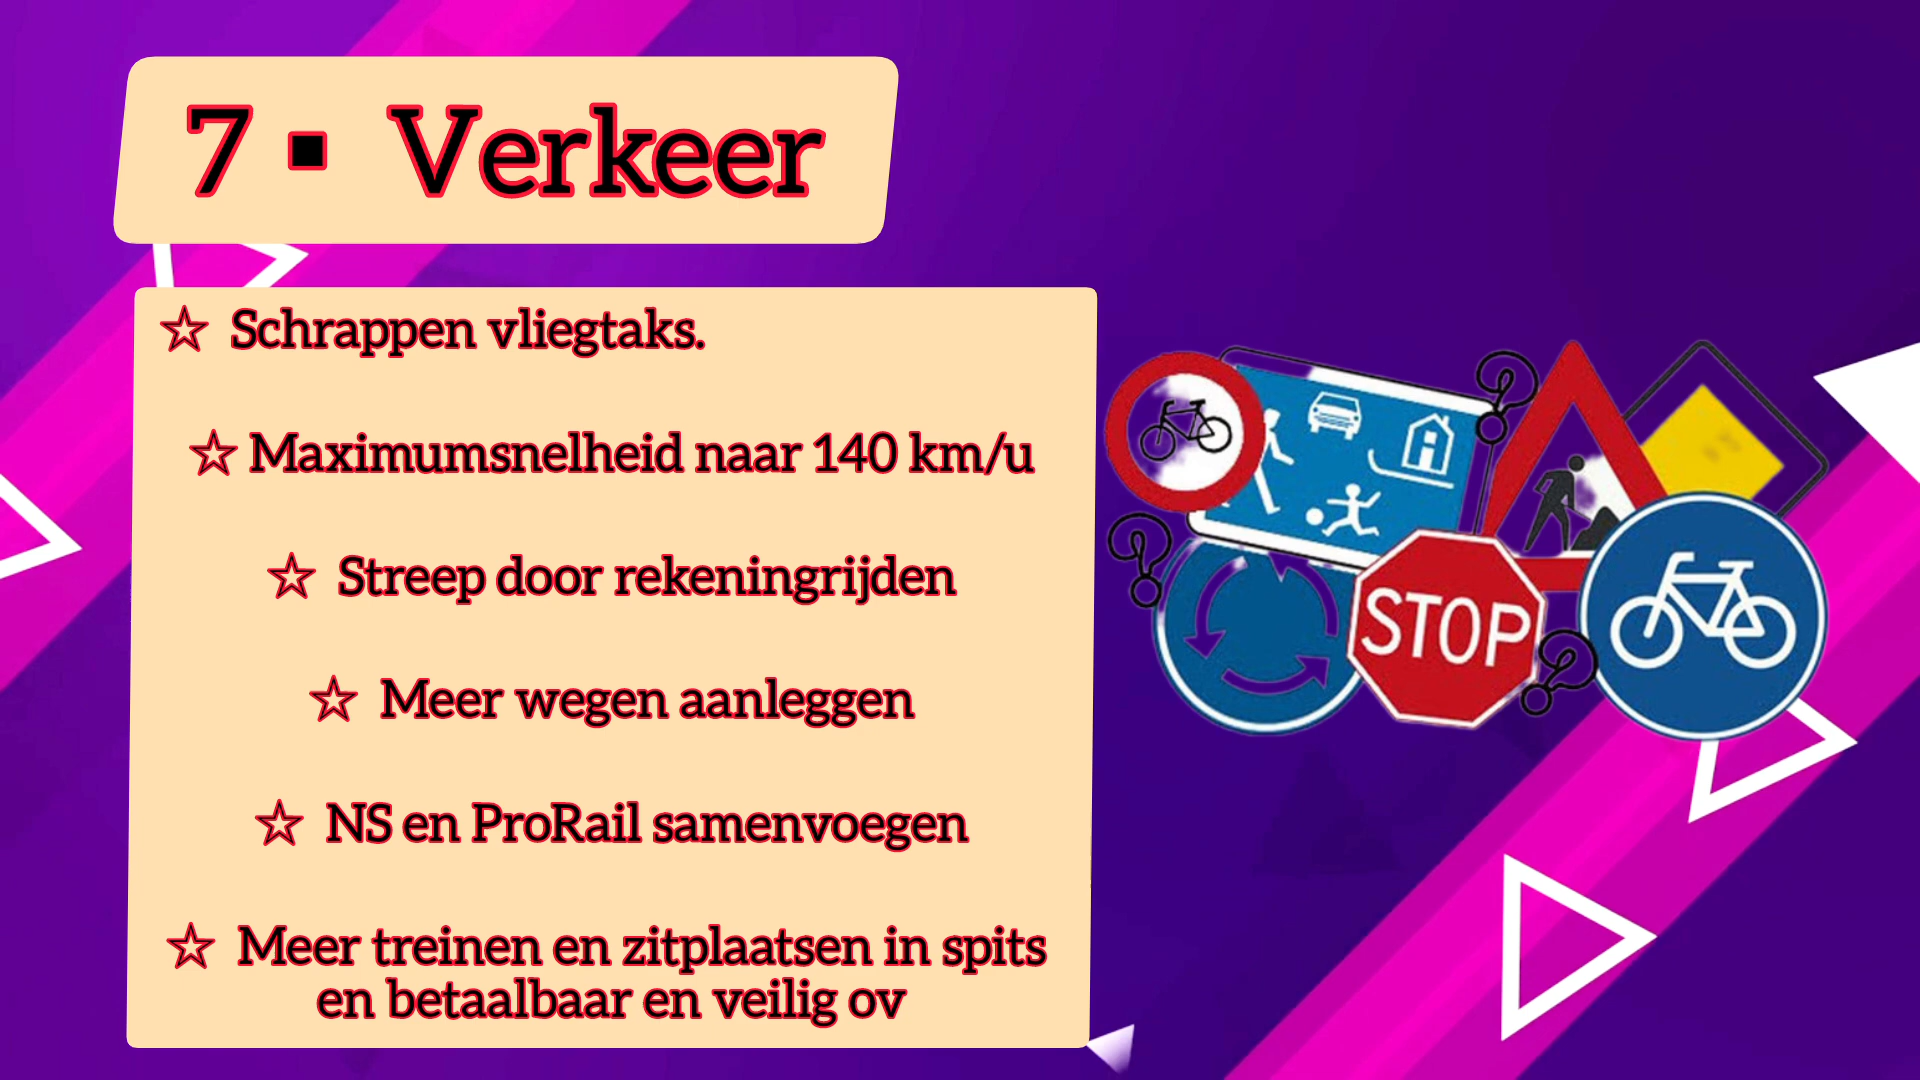 7▪ Verkeer
☆ Schrappen vliegtaks.
☆ Maximumsnelheid naar 140 km/u
☆ Streep door rekeningrijden
☆ Meer wegen aanleggen
☆ NS en ProRail samenvoegen
☆ Meer treinen en zitplaatsen in spits
en betaalbaar en veilig ov
STOP